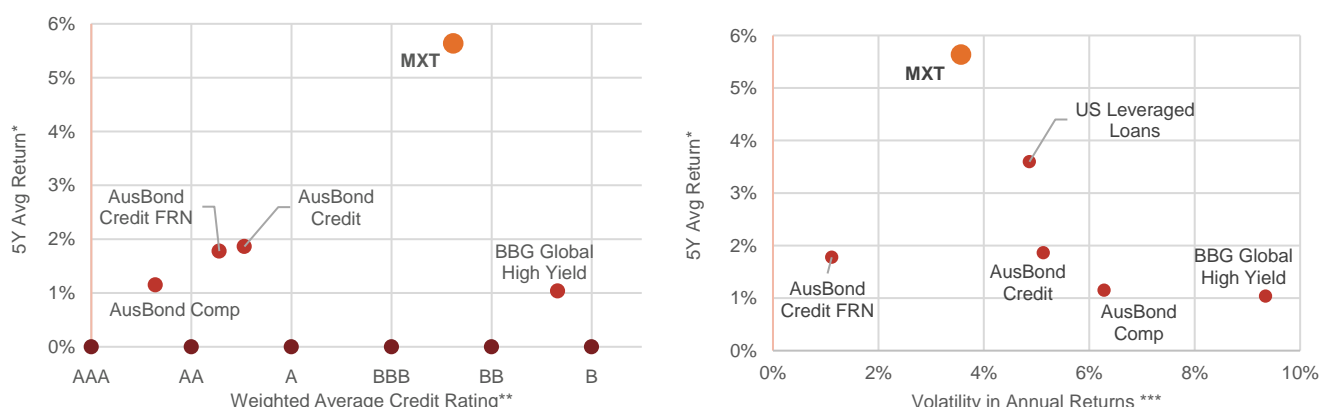 6%
5%
4%
3%
2%
1%
0%
5Y Avg Return*
MXT
AusBond
Credit FRN
AusBond
Credit
BBG Global
High Yield
AusBond Comp
AAA
AA
A
BBB
BB
B
Weighted Average Credit Rating**
6%
5%
4%
3%
2%
1%
0%
5Y Avg Return*
MXT
US Leveraged
Loans
AusBond
Credit FRN
AusBond
Credit
BBG Global
High Yield
AusBond
Comp
0%
2%
4%
6%
8%
10%
Volatility in Annual Returns ***